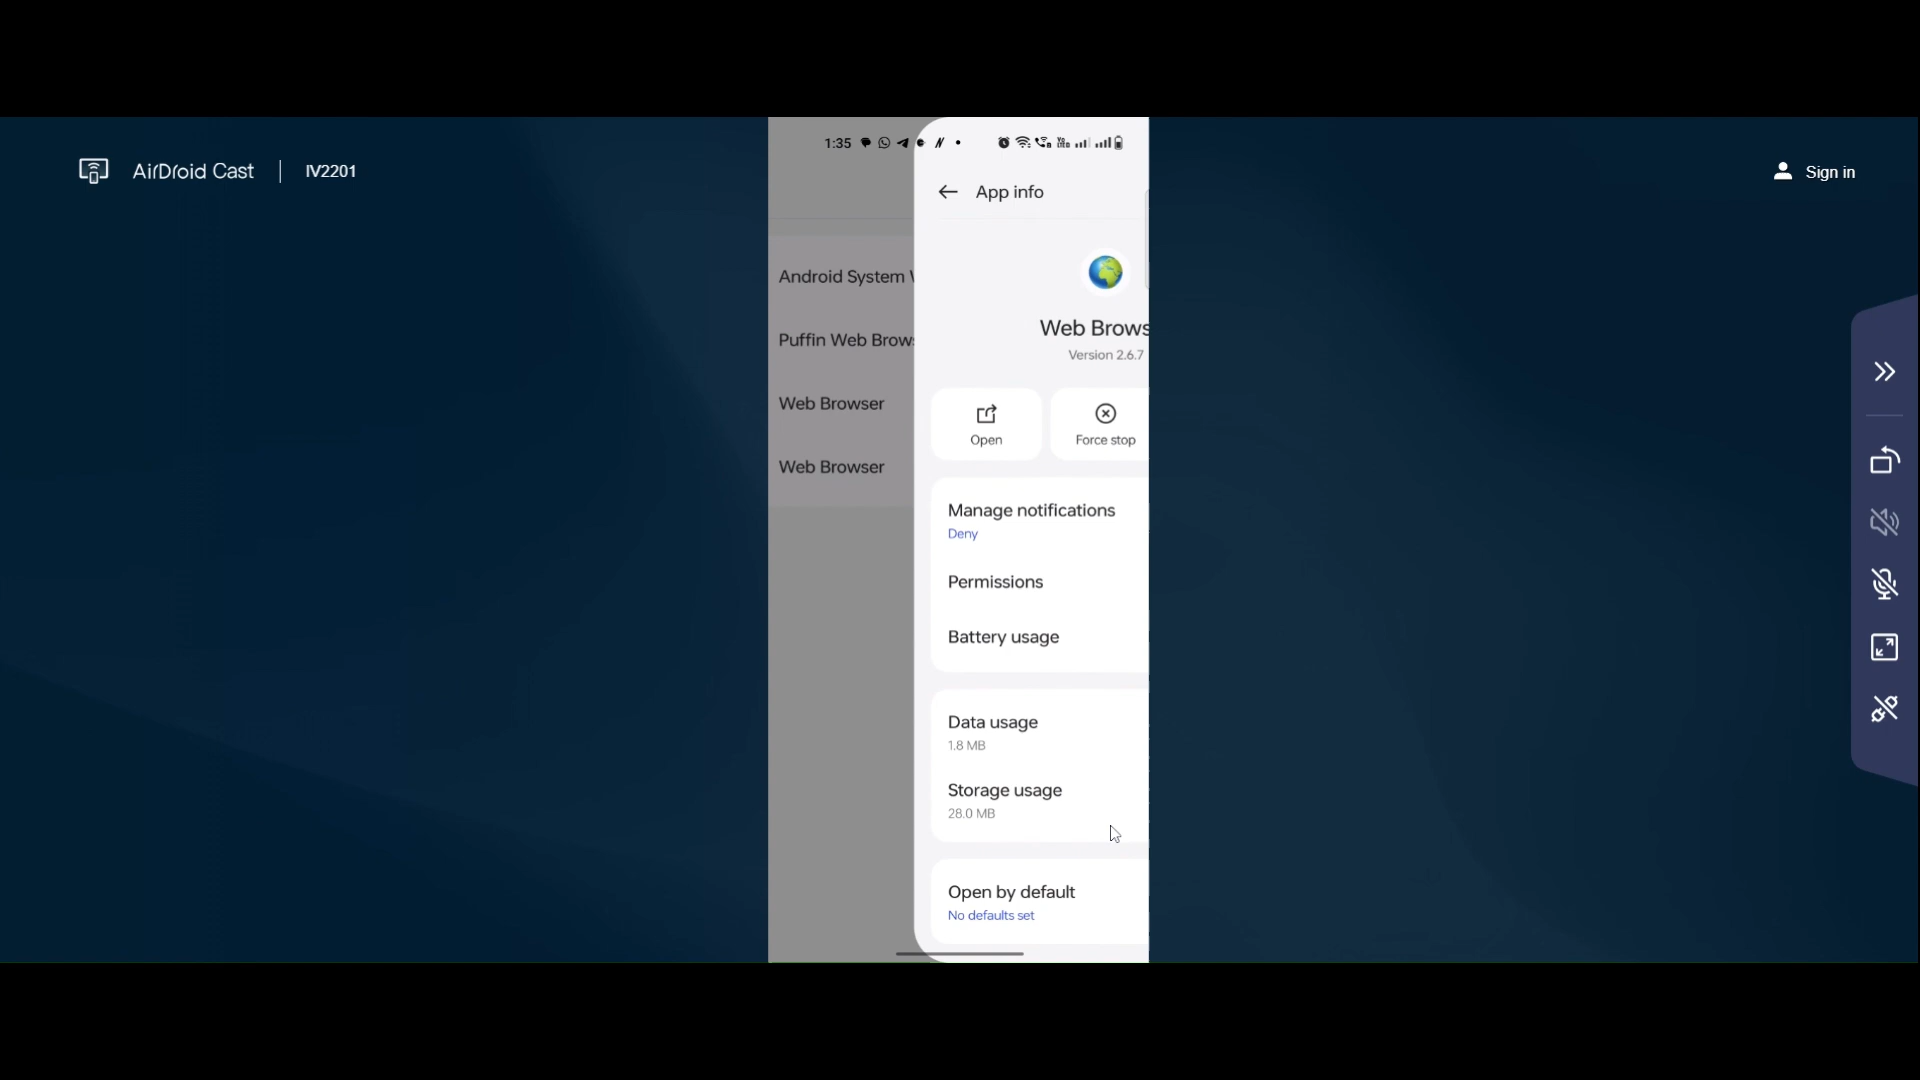 AirDroid Cast
IV2201
Sign in
1:35
App info
Android System
Puffin Web Brows
Web Browser
Web Browser
Web Brows
Version 2.6.7
Open
Force stop
Manage notifications
Deny
Permissions
Battery usage
Data usage
1.8 MB
Storage usage
28.0 MB
Open by default
No defaults set